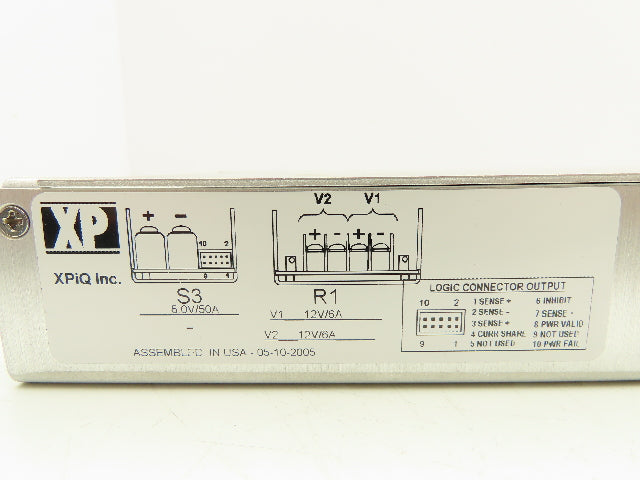 XP
XPiQ Inc.
+ -
10 2
9
S3
5.0V/50A
-
V2 V1
+ - + -
R1
V1 12V/6A
V2 12V/6A
ASSEMBLED IN USA - 05-10-2005
LOGIC CONNECTOR OUTPUT
10 2
9 1
1 SENSE + 6 INHIBIT
2 SENSE - 7 SENSE -
3 SENSE + 8 PWR VALID
4 CURR SHARE 9 NOT USED
5 NOT USED 10 PWR FAIL